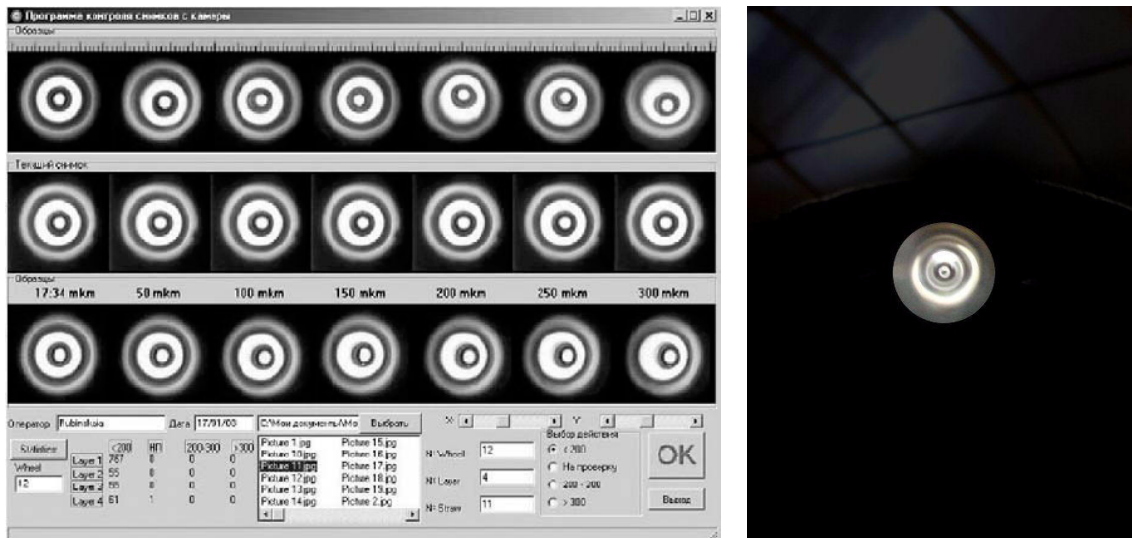 Программа контроля снимков с камеры
Образцы
Текущий снимок
Образцы
17:34 mkm 50 mkm 100 mkm 150 mkm 200 mkm 250 mkm 300 mkm
Оператор Rubinskaia Дата 17/01/03 C:\Мои документы\Мо Выбрать X Y
Statistics <200 НП 200-300 >300
Wheel
12
Layer 1 767 0 0 0
Layer 2 55 0 0 0
Layer 3 55 0 0 0
Layer 4 61 1 0 0
Picture 1.jpg Picture 15.jpg
Picture 10.jpg Picture 16.jpg
Picture 11.jpg Picture 17.jpg
Picture 12.jpg Picture 18.jpg
Picture 13.jpg Picture 19.jpg
Picture 14.jpg Picture 2.jpg
N: Wheel 12
N: Layer 4
N: Straw 11
Выбор действия
< 200
На проверку
200 - 300
> 300
OK
Выход